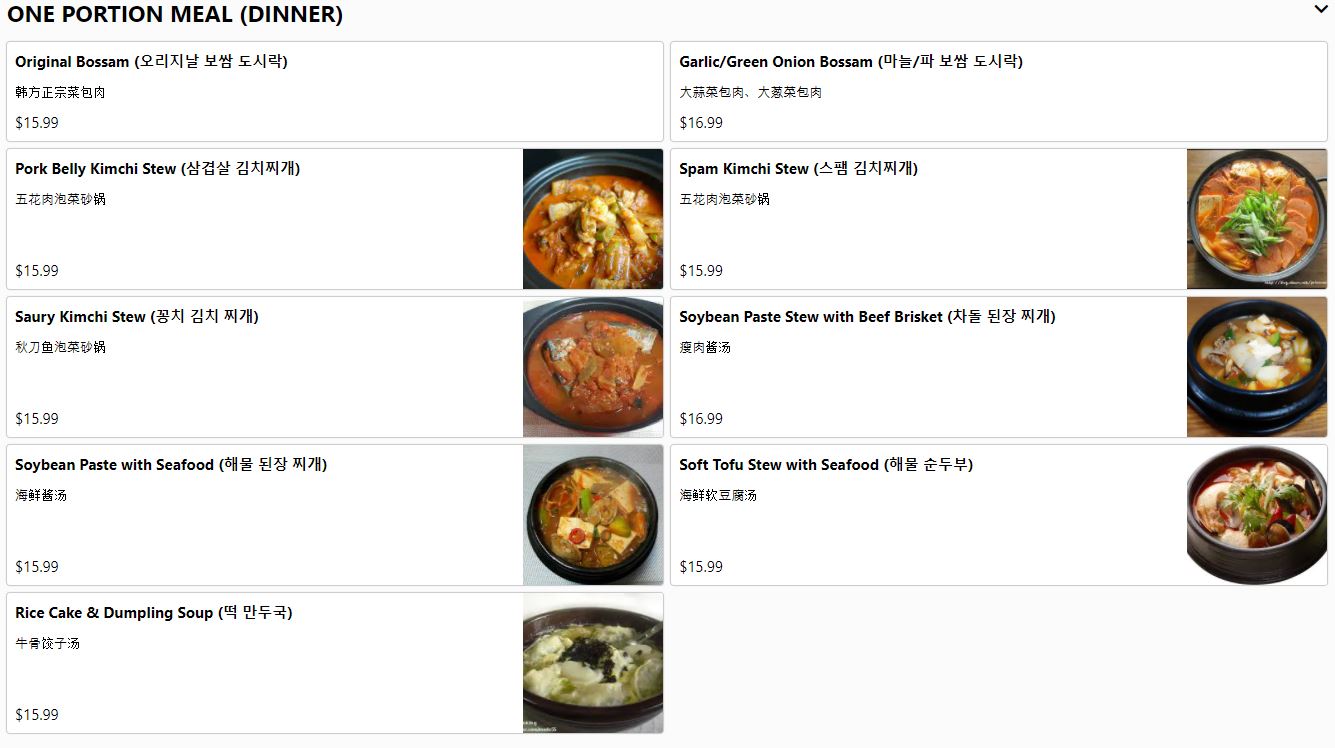 ONE PORTION MEAL (DINNER)
Original Bossam (오리지날 보쌈 도시락)
韩方正宗菜包肉
$15.99
Garlic/Green Onion Bossam (마늘/파 보쌈 도시락)
大蒜菜包肉、大葱菜包肉
$16.99
Pork Belly Kimchi Stew (삼겹살 김치찌개)
五花肉泡菜砂锅
$15.99
Spam Kimchi Stew (스팸 김치찌개)
五花肉泡菜砂锅
$15.99
Saury Kimchi Stew (꽁치 김치 찌개)
秋刀鱼泡菜砂锅
$15.99
Soybean Paste Stew with Beef Brisket (차돌 된장 찌개)
瘦肉酱汤
$16.99
Soybean Paste with Seafood (해물 된장 찌개)
海鲜酱汤
$15.99
Soft Tofu Stew with Seafood (해물 순두부)
海鲜软豆腐汤
$15.99
Rice Cake & Dumpling Soup (떡 만두국)
牛骨饺子汤
$15.99